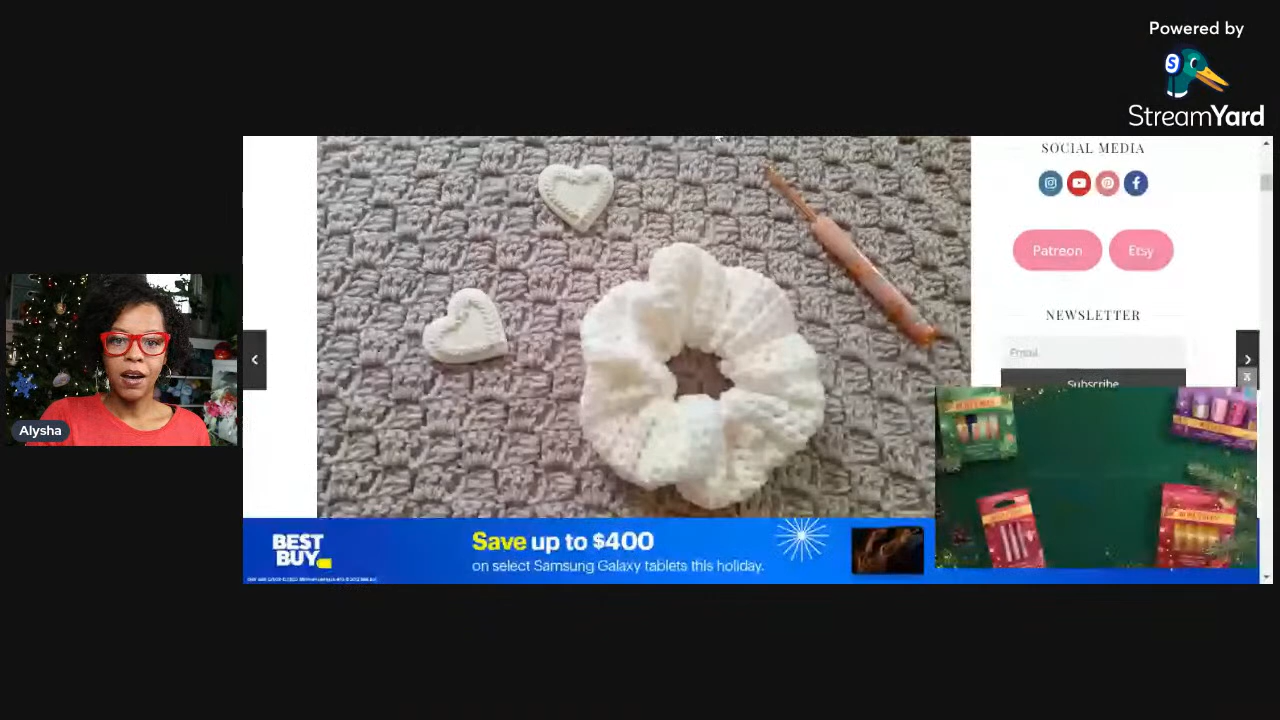 Powered by
StreamYard
SOCIAL MEDIA
Patreon
Etsy
NEWSLETTER
Email
Subscribe
Alysha
BEST
BUY
Save up to $400
on select Samsung Galaxy tablets this holiday.